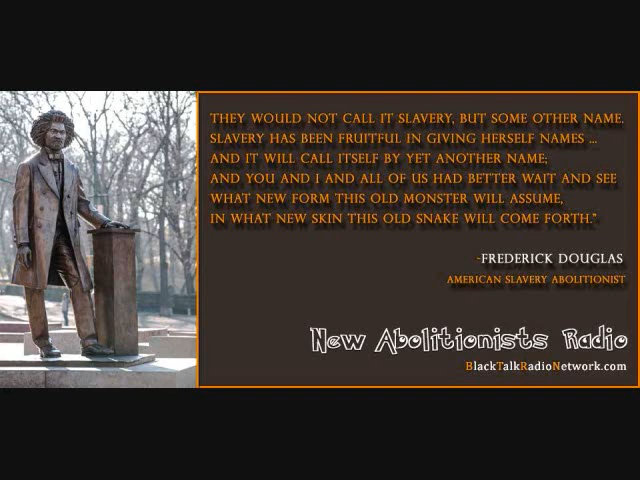 THEY WOULD NOT CALL IT SLAVERY, BUT SOME OTHER NAME.
SLAVERY HAS BEEN FRUITFUL IN GIVING HERSELF NAMES ...
AND IT WILL CALL ITSELF BY YET ANOTHER NAME;
AND YOU AND I AND ALL OF US HAD BETTER WAIT AND SEE
WHAT NEW FORM THIS OLD MONSTER WILL ASSUME,
IN WHAT NEW SKIN THIS OLD SNAKE WILL COME FORTH."
-FREDERICK DOUGLAS
AMERICAN SLAVERY ABOLITIONIST
New Abolitionists Radio
BlackTalkRadioNetwork.com